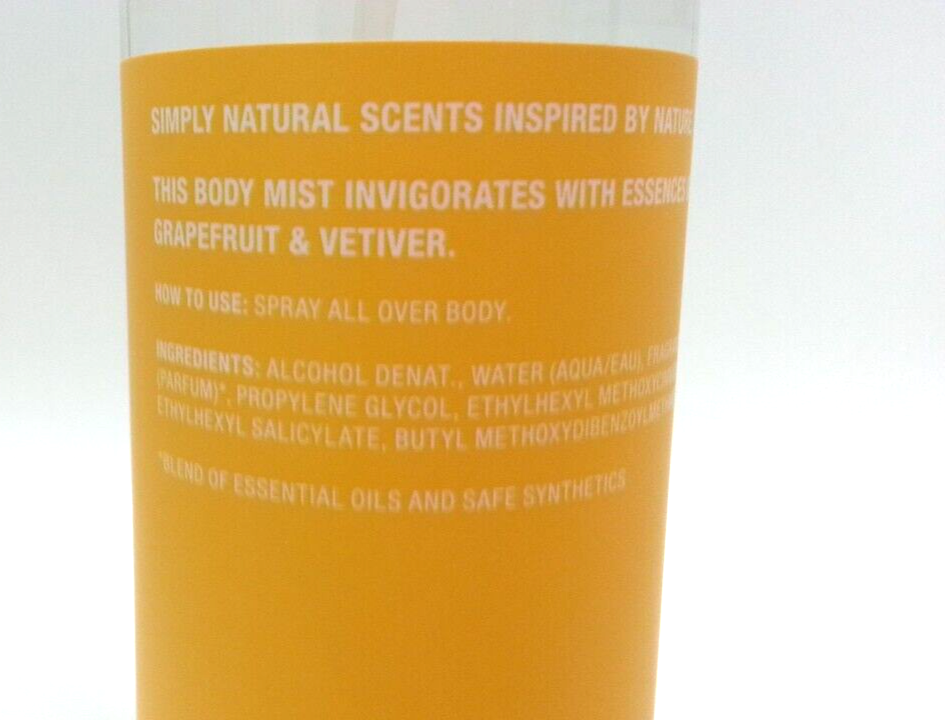 SIMPLY NATURAL SCENTS INSPIRED BY NATURE
THIS BODY MIST INVIGORATES WITH ESSENCES
GRAPEFRUIT & VETIVER.
HOW TO USE: SPRAY ALL OVER BODY.
INGREDIENTS: ALCOHOL DENAT., WATER (AQUA/EAU),
(PARFUM)*, PROPYLENE GLYCOL, ETHYLHEXYL
ETHYLHEXYL SALICYLATE, BUTYL
*BLEND OF ESSENTIAL OILS AND SAFE SYNTHETICS